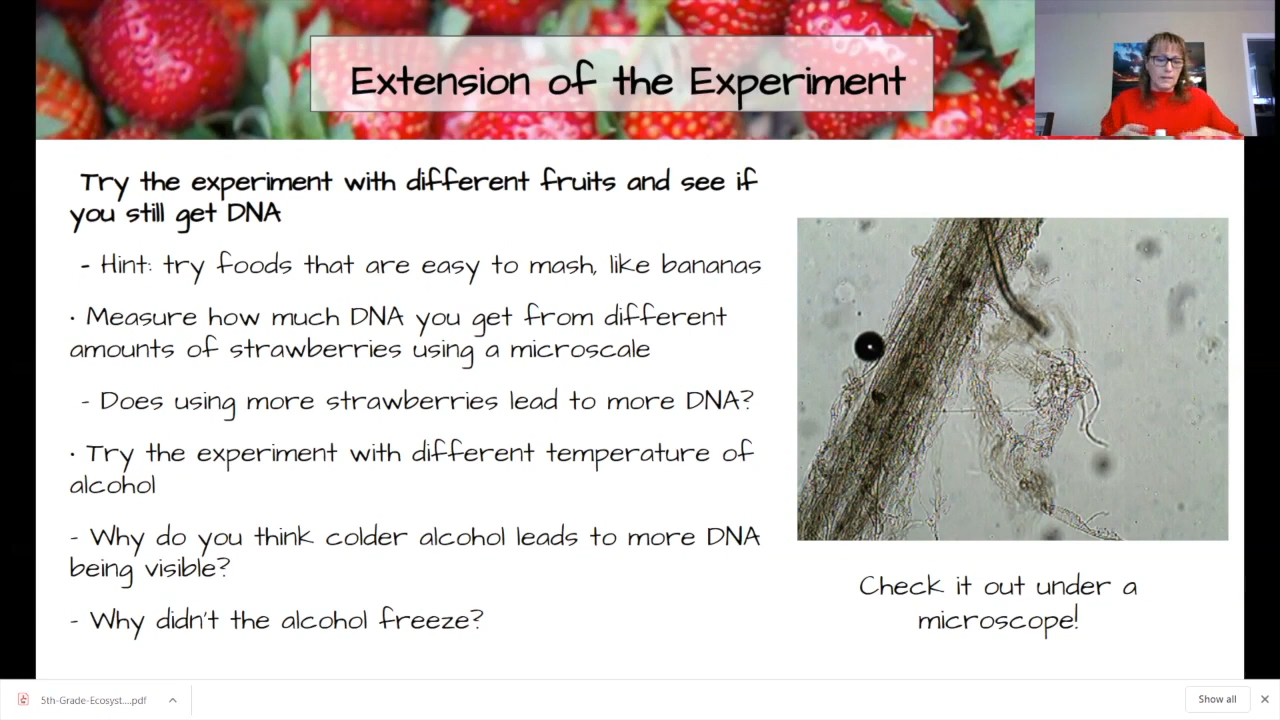 Extension of the Experiment
Try the experiment with different fruits and see if
you still get DNA
- Hint: try foods that are easy to mash, like bananas
· Measure how much DNA you get from different
amounts of strawberries using a microscale
- Does using more strawberries lead to more DNA?
· Try the experiment with different temperature of
alcohol
- Why do you think colder alcohol leads to more DNA
being visible?
- Why didn't the alcohol freeze?
Check it out under a
microscope!
5th-Grade-Ecosyst....pdf
Show all